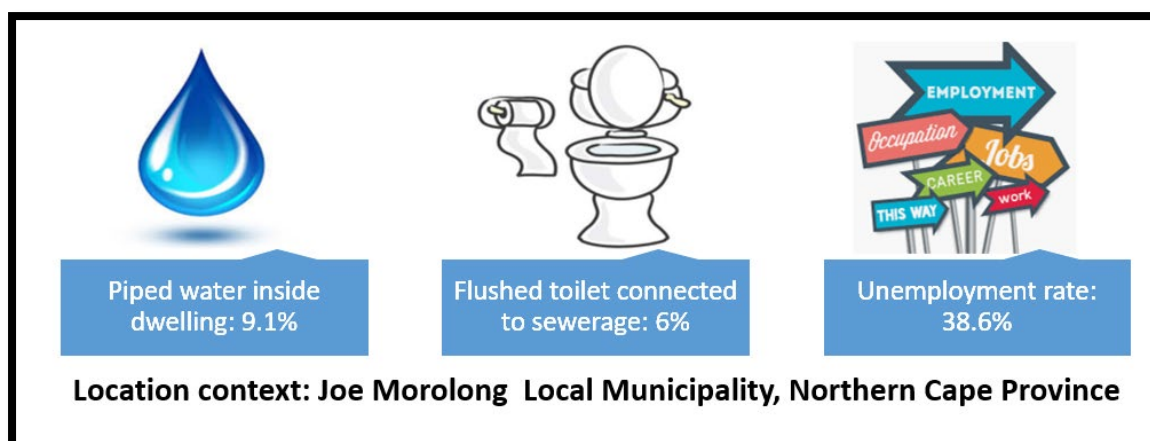 EMPLOYMENT
Occupation
Jobs
CAREER
THIS WAY
work
Piped water inside
dwelling: 9.1%
Flushed toilet connected
to sewerage: 6%
Unemployment rate:
38.6%
Location context: Joe Morolong  Local Municipality, Northern Cape Province